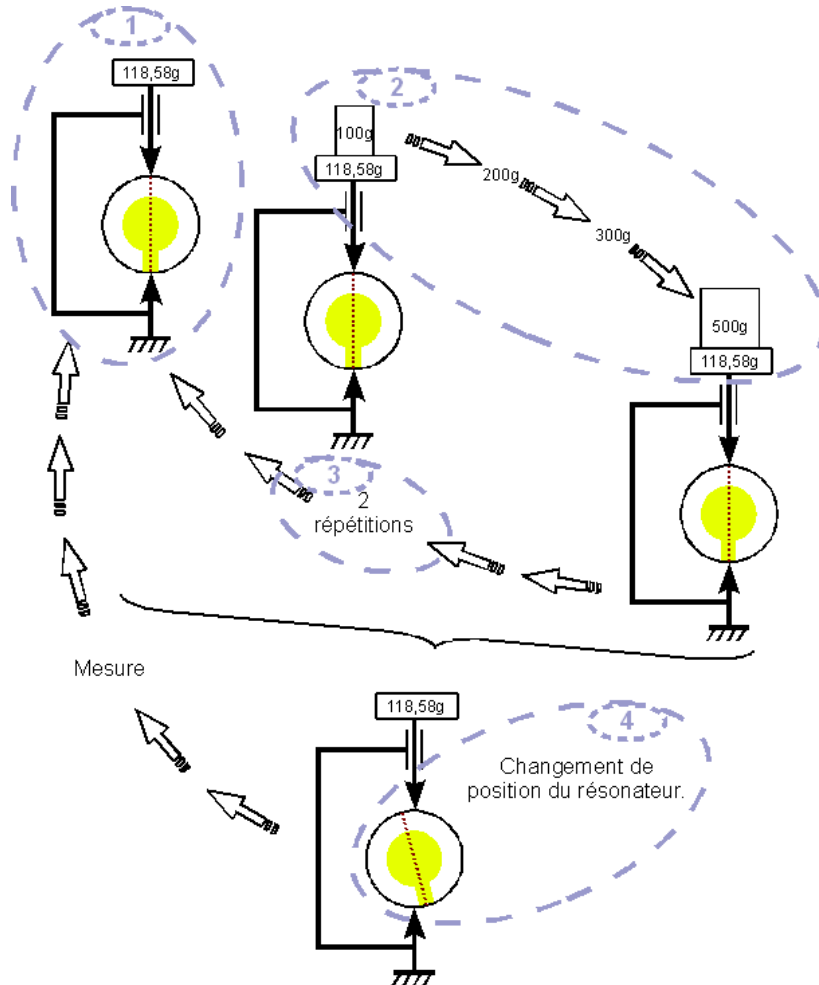 1
118,58g
2
100g
118,58g
200g
300g
500g
118,58g
3
2
répétitions
Mesure
118,58g
4
Changement de
position du résonateur.